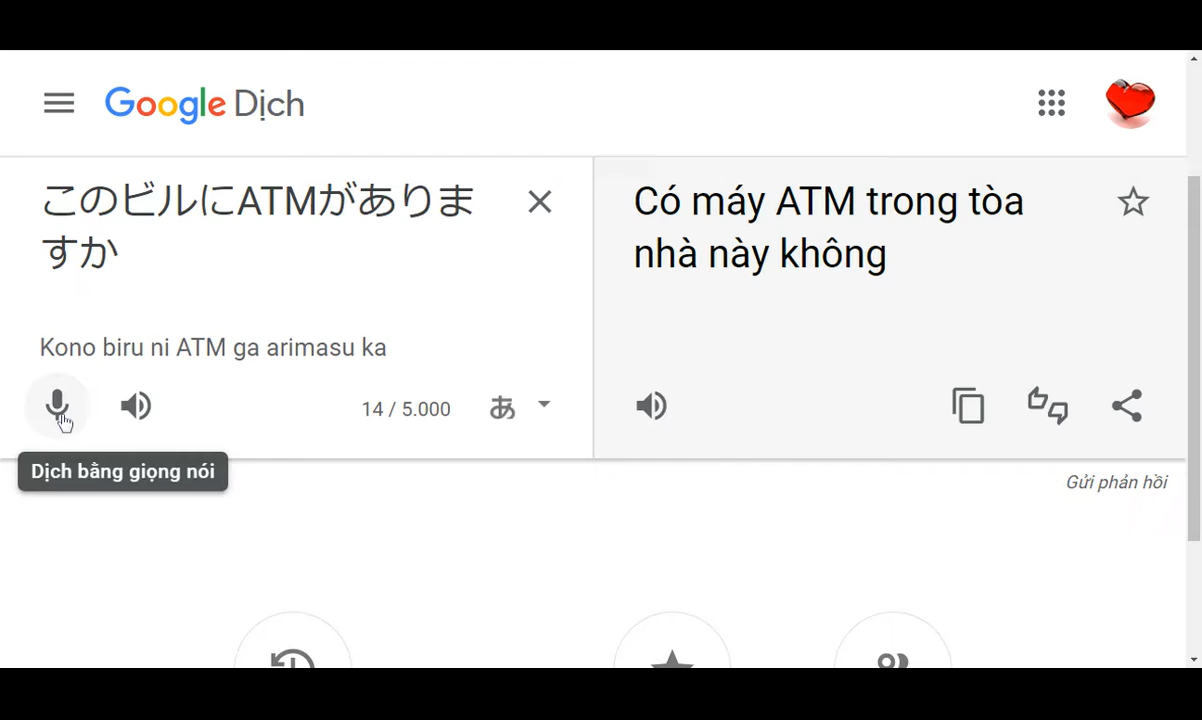 Google Dịch
このビルにATMがありま
すか
Kono biru ni ATM ga arimasu ka
14 / 5.000
あ
Dịch bằng giọng nói
Có máy ATM trong tòa
nhà này không
Gửi phản hồi